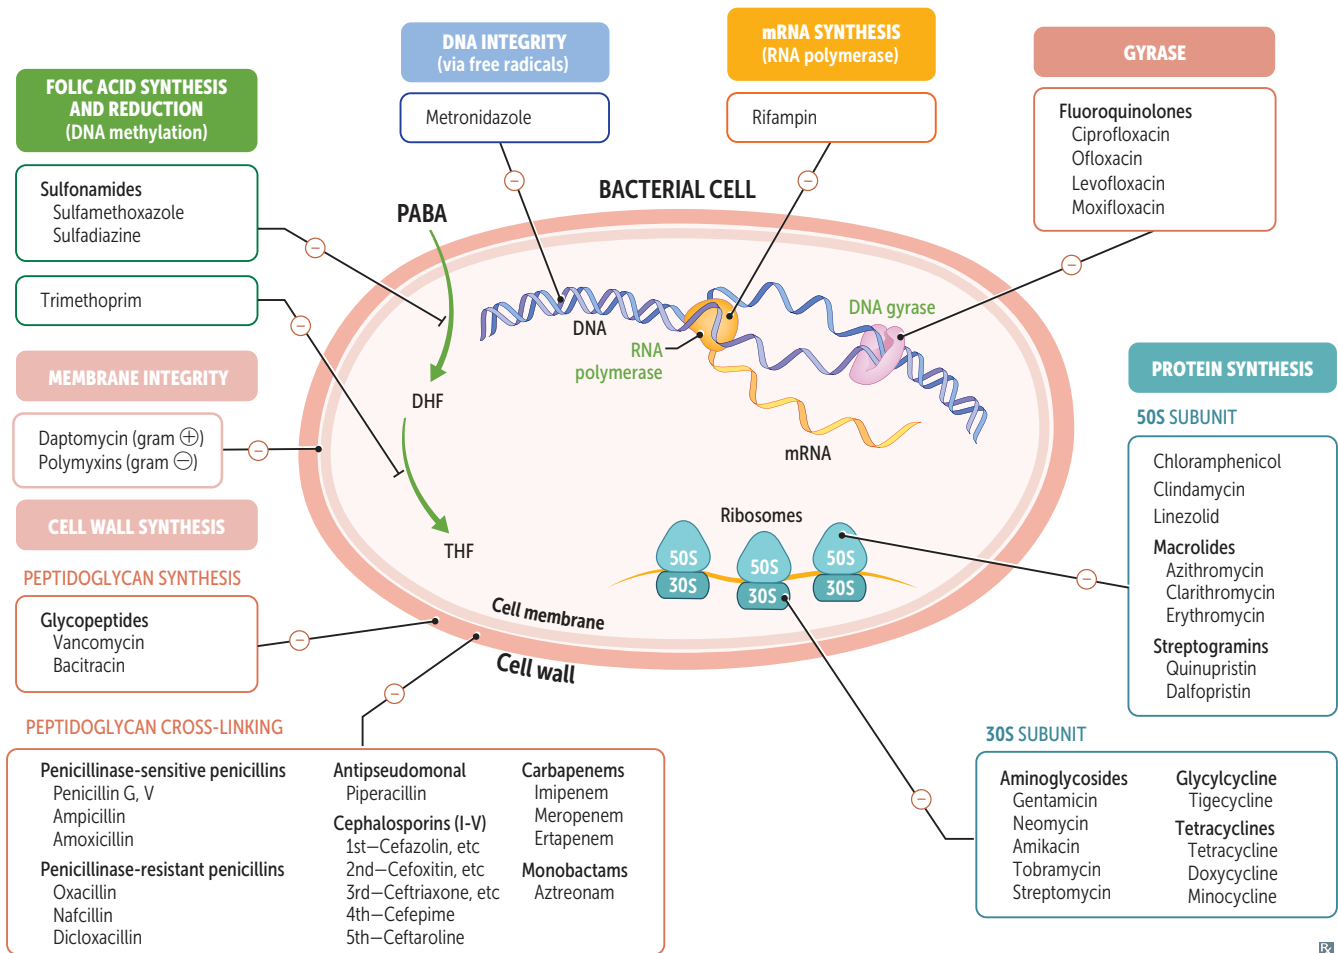 FOLIC ACID SYNTHESIS
AND REDUCTION
(DNA methylation)
Sulfonamides
Sulfamethoxazole
Sulfadiazine
Trimethoprim
MEMBRANE INTEGRITY
Daptomycin (gram ⊕)
Polymyxins (gram ⊖)
CELL WALL SYNTHESIS
PEPTIDOGLYCAN SYNTHESIS
Glycopeptides
Vancomycin
Bacitracin
PEPTIDOGLYCAN CROSS-LINKING
Penicillinase-sensitive penicillins
Penicillin G, V
Ampicillin
Amoxicillin
Penicillinase-resistant penicillins
Oxacillin
Nafcillin
Dicloxacillin
Antipseudomonal
Piperacillin
Cephalosporins (I-V)
1st—Cefazolin, etc
2nd—Cefoxitin, etc
3rd—Ceftriaxone, etc
4th—Cefepime
5th—Ceftaroline
Carbapenems
Imipenem
Meropenem
Ertapenem
Monobactams
Aztreonam
DNA INTEGRITY
(via free radicals)
Metronidazole
mRNA SYNTHESIS
(RNA polymerase)
Rifampin
GYRASE
Fluoroquinolones
Ciprofloxacin
Ofloxacin
Levofloxacin
Moxifloxacin
BACTERIAL CELL
PABA
DHF
THF
DNA
RNA
polymerase
DNA gyrase
mRNA
Ribosomes
50S
30S
50S
30S
50S
30S
Cell membrane
Cell wall
PROTEIN SYNTHESIS
50S SUBUNIT
Chloramphenicol
Clindamycin
Linezolid
Macrolides
Azithromycin
Clarithromycin
Erythromycin
Streptogramins
Quinupristin
Dalfopristin
30S SUBUNIT
Aminoglycosides
Gentamicin
Neomycin
Amikacin
Tobramycin
Streptomycin
Glycylcycline
Tigecycline
Tetracyclines
Tetracycline
Doxycycline
Minocycline
Rx